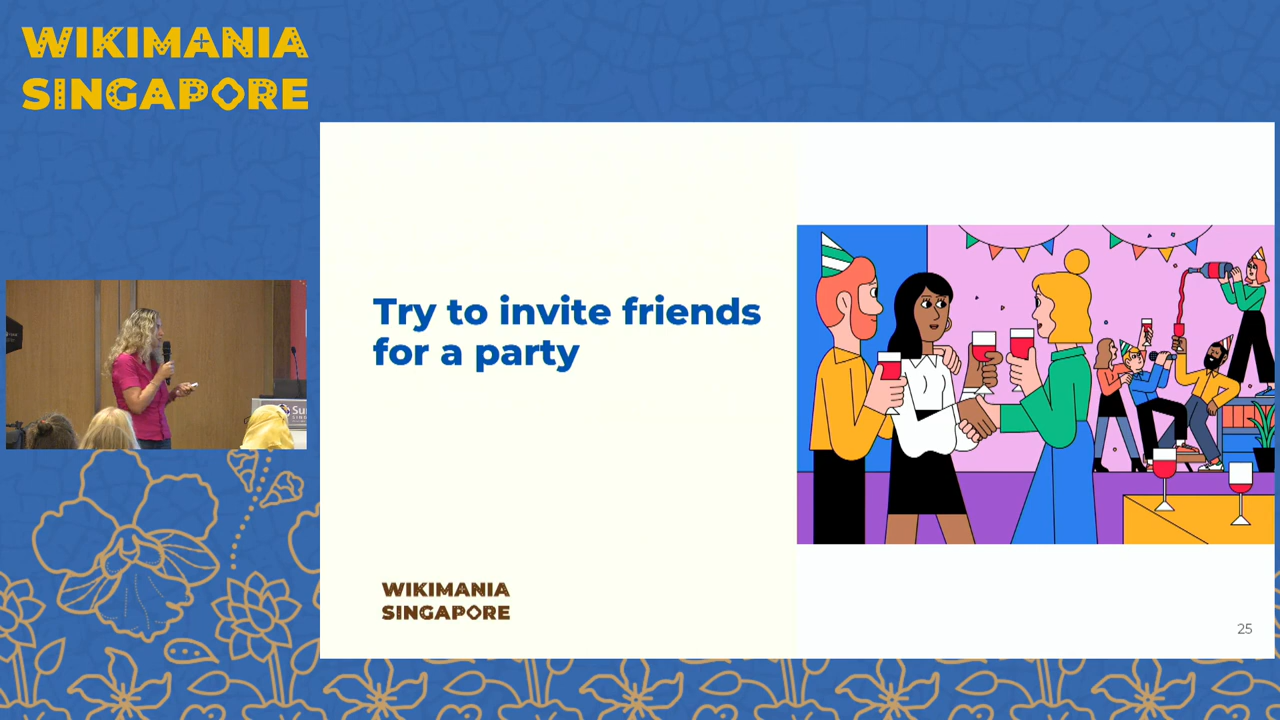 WIKIMANIA
SINGAPORE
Try to invite friends
for a party
WIKIMANIA
SINGAPORE
25